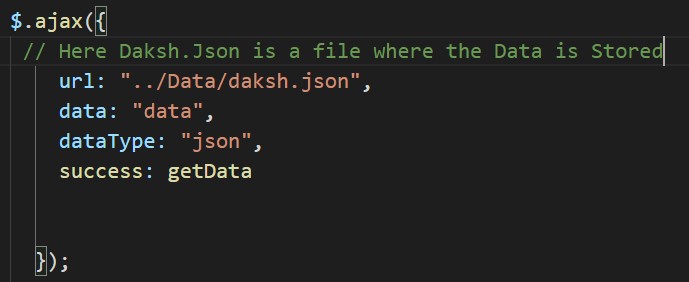 $.ajax({
// Here Daksh.Json is a file where the Data is Stored
url: "../Data/daksh.json",
data: "data",
dataType: "json",
success: getData
});